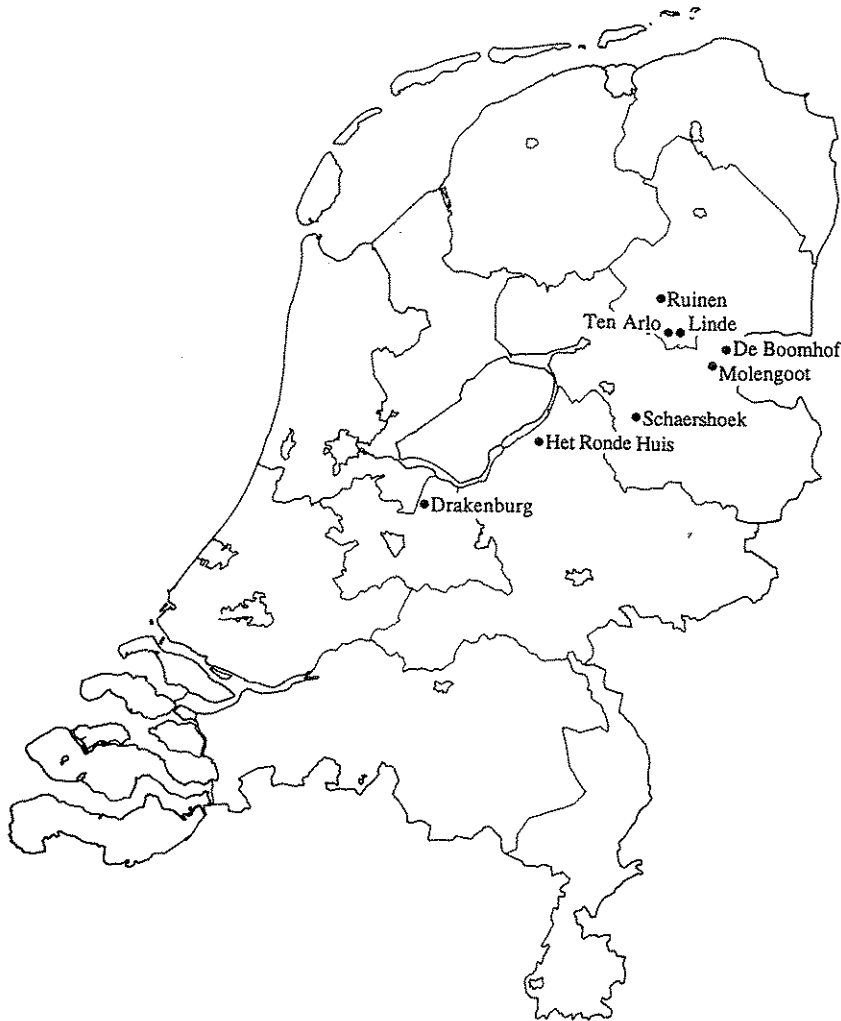 Ruinen
Ten Arlo Linde
De Boomhof
Molengoot
Schaershoek
Het Ronde Huis
Drakenburg